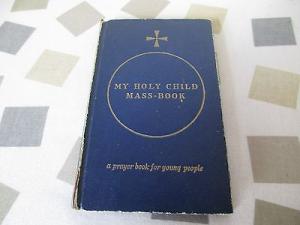 MY HOLY CHILD
MASS-BOOK
a prayer book for young people